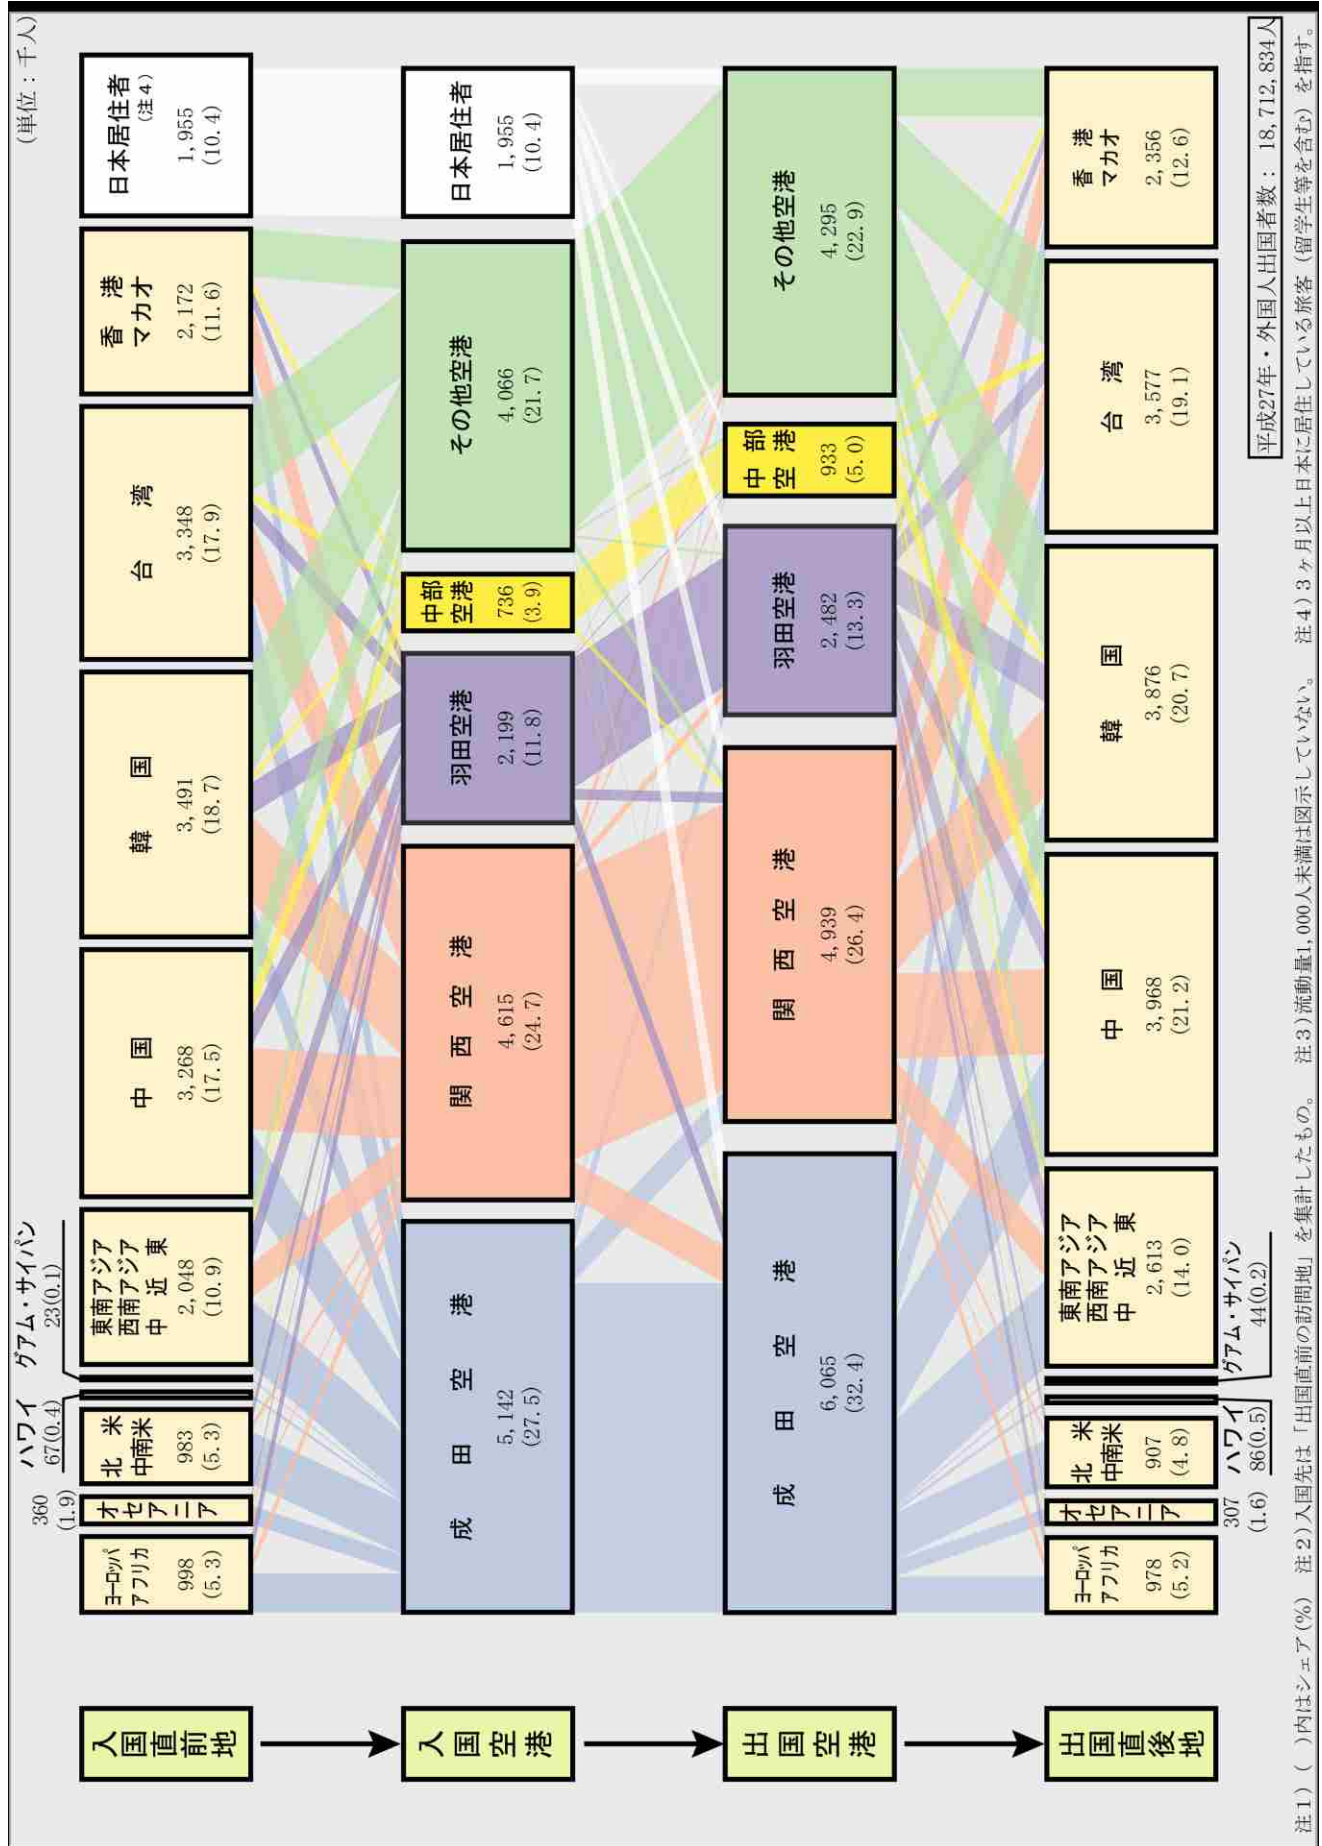 (単位：千人)
入国直前地
ヨーロッパ
アフリカ
998
(5.3)
オセアニア
360
(1.9)
北米
中南米
983
(5.3)
ハワイ
67(0.4)
グアム・サイパン
23(0.1)
東南アジア
西南アジア
中近東
2,048
(10.9)
中国
3,268
(17.5)
韓国
3,491
(18.7)
台湾
3,348
(17.9)
香港
マカオ
2,172
(11.6)
日本居住者
(注4)
1,955
(10.4)
入国空港
成田空港
5,142
(27.5)
関西空港
4,615
(24.7)
羽田空港
2,199
(11.8)
中部
空港
736
(3.9)
その他空港
4,066
(21.7)
日本居住者
1,955
(10.4)
出国空港
成田空港
6,065
(32.4)
関西空港
4,939
(26.4)
羽田空港
2,482
(13.3)
中部
空港
933
(5.0)
その他空港
4,295
(22.9)
出国直後地
ヨーロッパ
アフリカ
978
(5.2)
オセアニア
307
(1.6)
北米
中南米
907
(4.8)
ハワイ
86(0.5)
グアム・サイパン
44(0.2)
東南アジア
西南アジア
中近東
2,613
(14.0)
中国
3,968
(21.2)
韓国
3,876
(20.7)
台湾
3,577
(19.1)
香港
マカオ
2,356
(12.6)
平成27年・外国人出国者数： 18,712,834人
注1)（ ）内はシェア(%) 注2)入国先は「出国直前の訪問地」を集計したもの。 注3)流動量1,000人未満は図示していない。 注4)3ヶ月以上日本に居住している旅客（留学生等を含む）を指す。